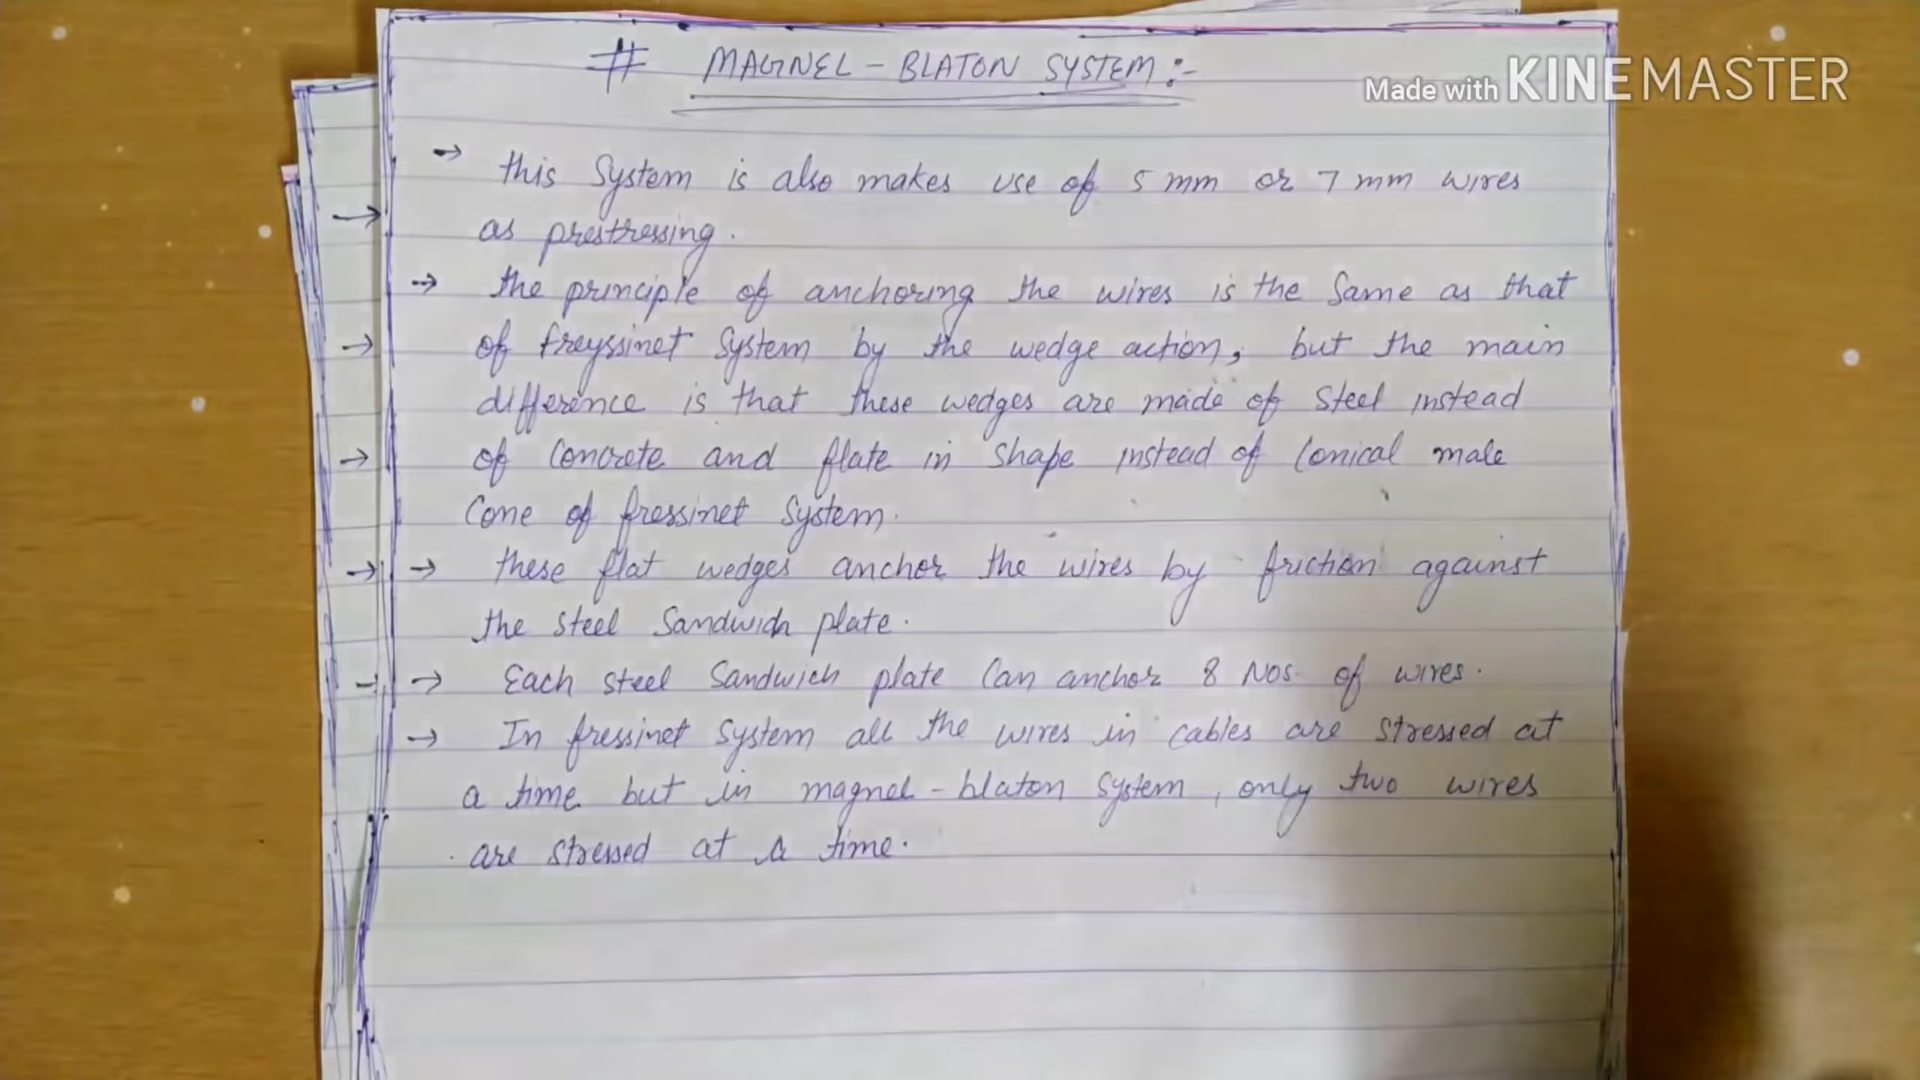 # MAGNEL - BLATON SYSTEM :-
Made with KINEMASTER
→ this System is also makes use of 5 mm or 7 mm wires
as prestressing.
→ the principle of anchoring the wires is the Same as that
of freyssinet System by the wedge action, but the main
difference is that these wedges are made of Steel instead
of Concrete and flate in shape instead of Conical male
Cone of fressinet System.
→ these flat wedges anchor the wires by friction against
the steel Sandwich plate.
→ Each steel Sandwich plate Can anchor 8 Nos. of wires.
→ In fressinet System all the wires in cables are stressed at
a time but in magnel - blaton System, only two wires
are stressed at a time.